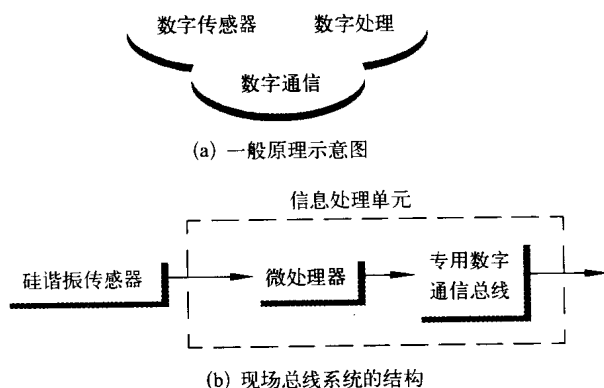 数字传感器 数字处理
数字通信
(a) 一般原理示意图
信息处理单元
硅谐振传感器
微处理器
专用数字
通信总线
(b) 现场总线系统的结构